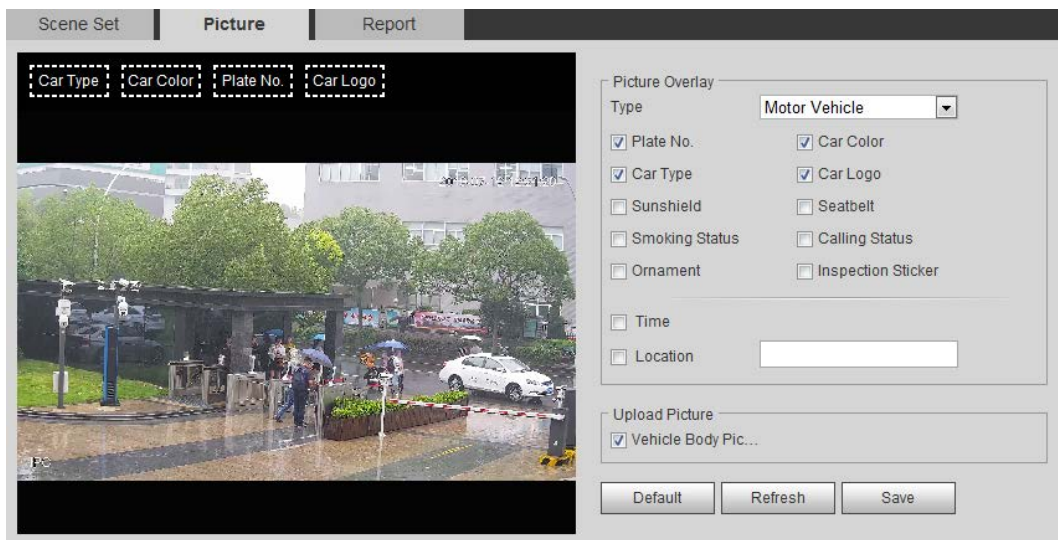 Scene Set Picture Report
Car Type Car Color Plate No. Car Logo
Picture Overlay
Type Motor Vehicle
Plate No. Car Color
Car Type Car Logo
Sunshield Seatbelt
Smoking Status Calling Status
Ornament Inspection Sticker
Time
Location
Upload Picture
Vehicle Body Pic...
Default Refresh Save
IPC